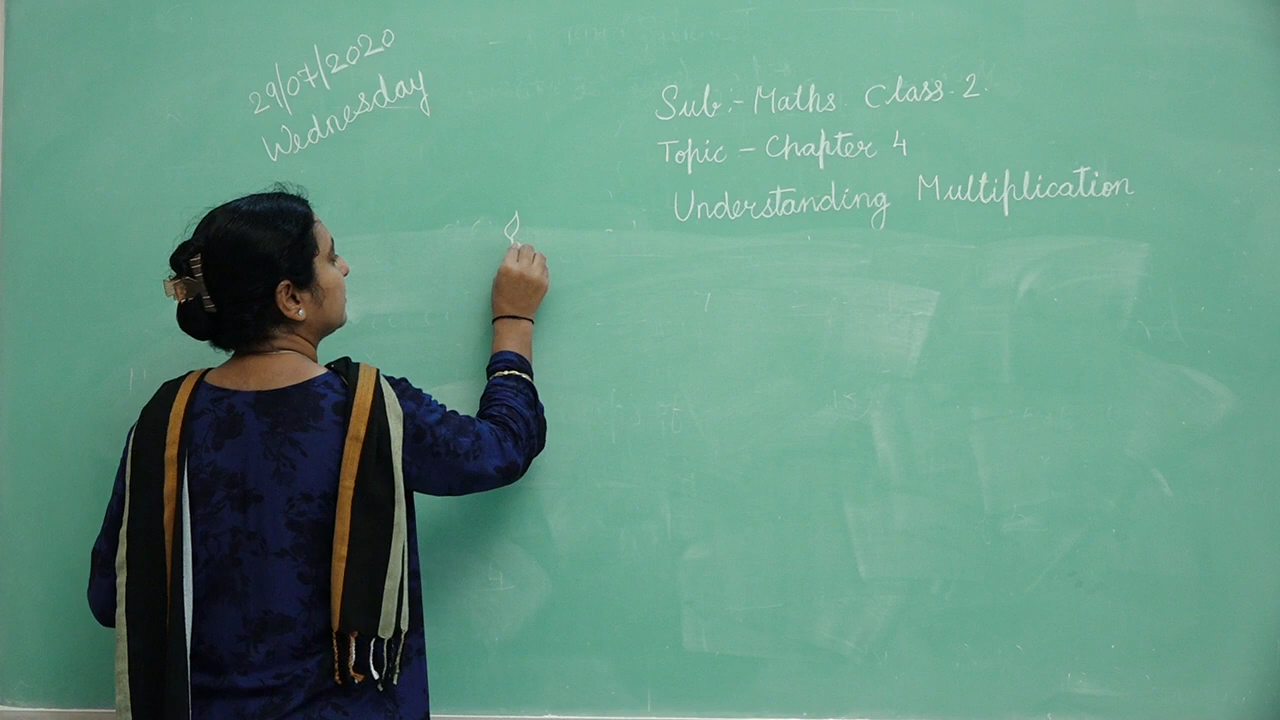 29/07/2020
Wednesday
Sub:- Maths Class-2.
Topic - Chapter 4
Understanding Multiplication